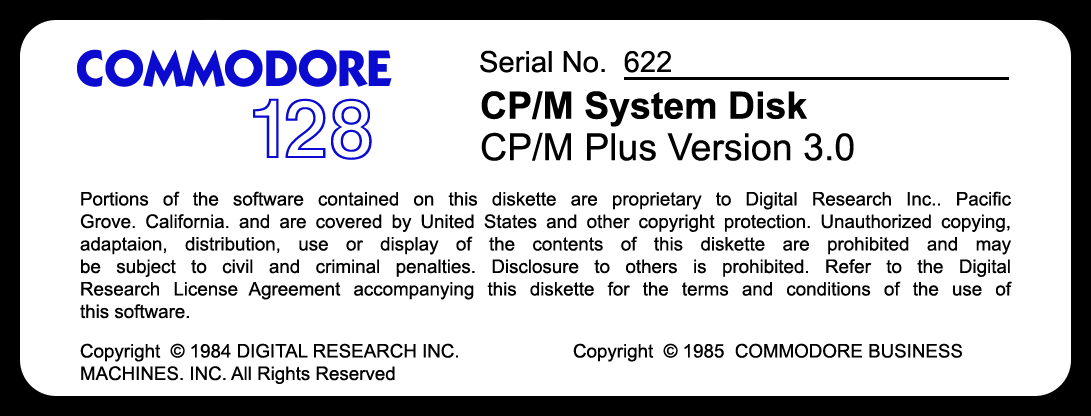 COMMODORE
128
Serial No. 622
CP/M System Disk
CP/M Plus Version 3.0
Portions of the software contained on this diskette are proprietary to Digital Research Inc.. Pacific
Grove. California. and are covered by United States and other copyright protection. Unauthorized copying,
adaptaion, distribution, use or display of the contents of this diskette are prohibited and may
be subject to civil and criminal penalties. Disclosure to others is prohibited. Refer to the Digital
Research License Agreement accompanying this diskette for the terms and conditions of the use of
this software.
Copyright © 1984 DIGITAL RESEARCH INC. Copyright © 1985 COMMODORE BUSINESS
MACHINES. INC. All Rights Reserved